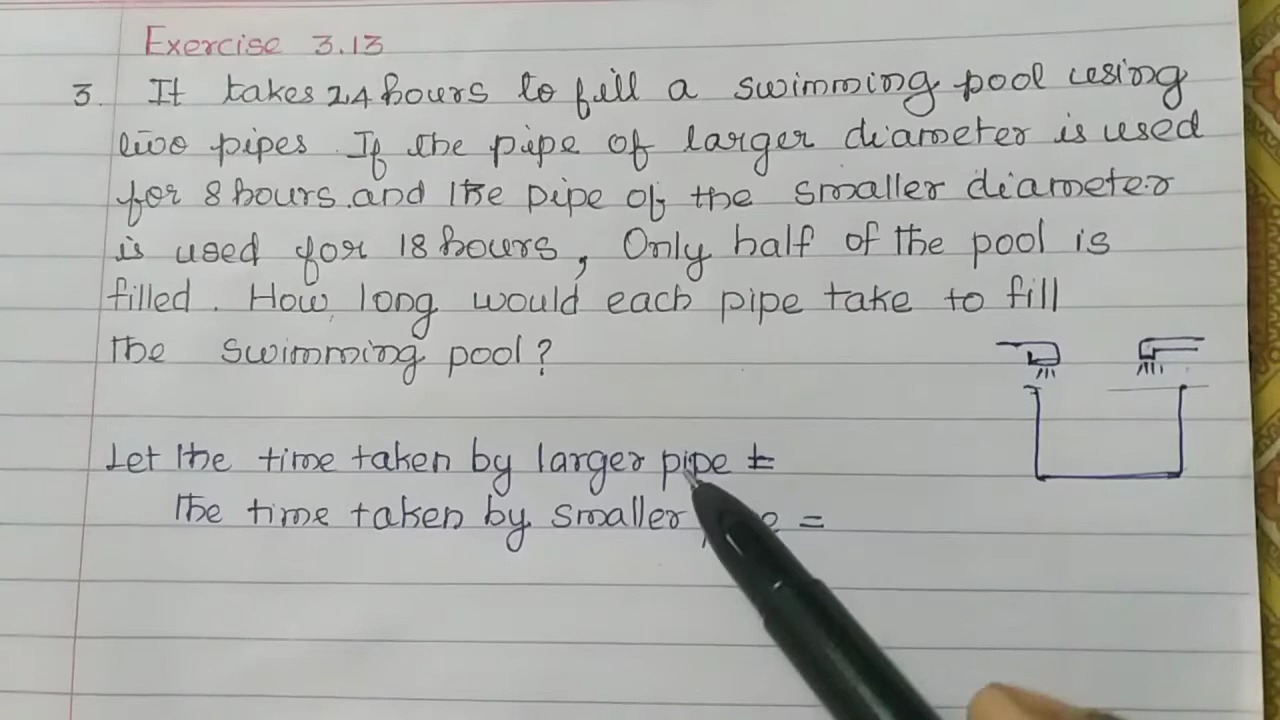 Exercise 3.13
3. It takes 24 hours to fill a swimming pool using
two pipes. If the pipe of larger diameter is used
for 8 hours and the pipe of the smaller diameter
is used for 18 hours, Only half of the pool is
filled. How long would each pipe take to fill
the swimming pool?
Let the time taken by larger pipe =
the time taken by smaller =